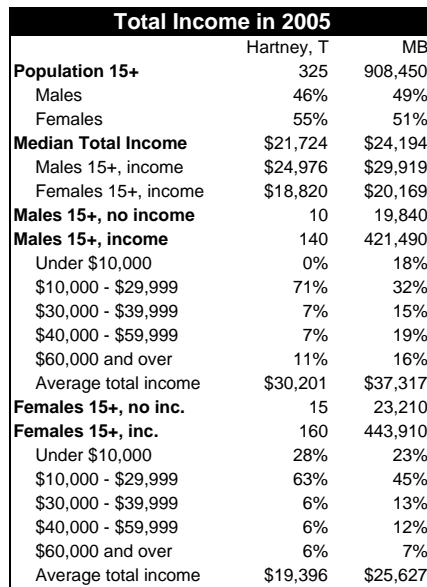 Total Income in 2005
Hartney, T MB
Population 15+ 325 908,450
Males 46% 49%
Females 55% 51%
Median Total Income $21,724 $24,194
Males 15+, income $24,976 $29,919
Females 15+, income $18,820 $20,169
Males 15+, no income 10 19,840
Males 15+, income 140 421,490
Under $10,000 0% 18%
$10,000 - $29,999 71% 32%
$30,000 - $39,999 7% 15%
$40,000 - $59,999 7% 19%
$60,000 and over 11% 16%
Average total income $30,201 $37,317
Females 15+, no inc. 15 23,210
Females 15+, inc. 160 443,910
Under $10,000 28% 23%
$10,000 - $29,999 63% 45%
$30,000 - $39,999 6% 13%
$40,000 - $59,999 6% 12%
$60,000 and over 6% 7%
Average total income $19,396 $25,627